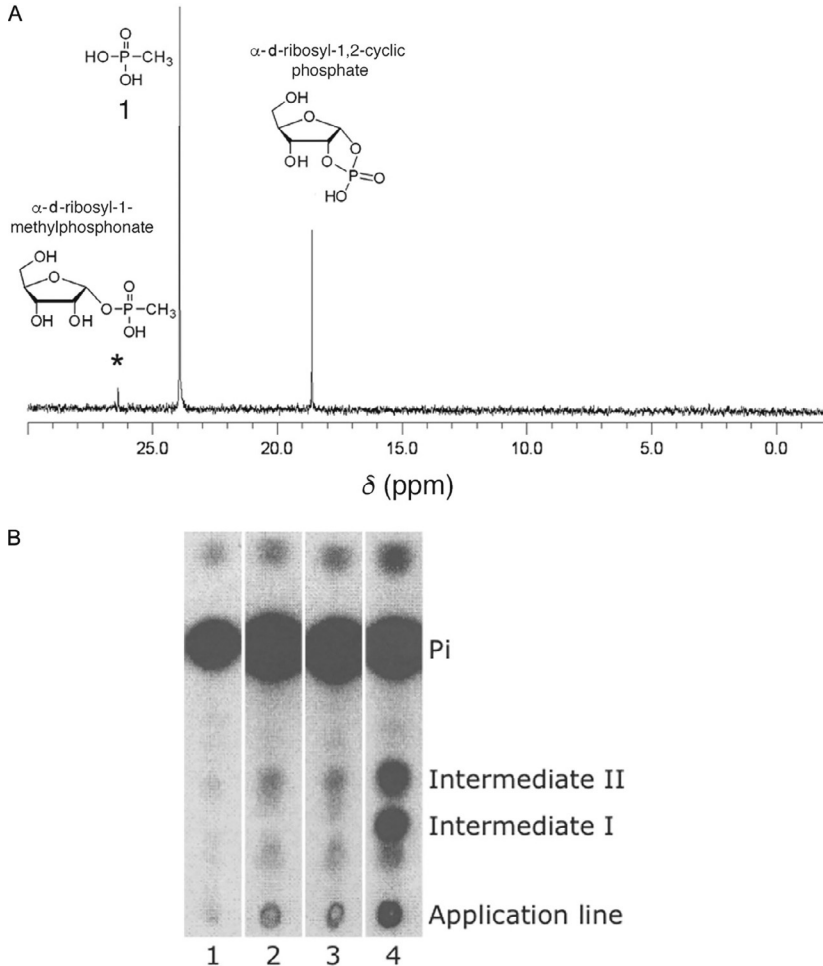 A
O
HO-P-CH3
OH
1
α-d-ribosyl-1,2-cyclic
phosphate
OH
O
O
OH
O
P
O
HO
α-d-ribosyl-1-
methylphosphonate
OH
O
O
O-P-CH3
OH OH
OH
*
25.0 20.0 15.0 10.0 5.0 0.0
δ (ppm)
B
Pi
Intermediate II
Intermediate I
Application line
1 2 3 4